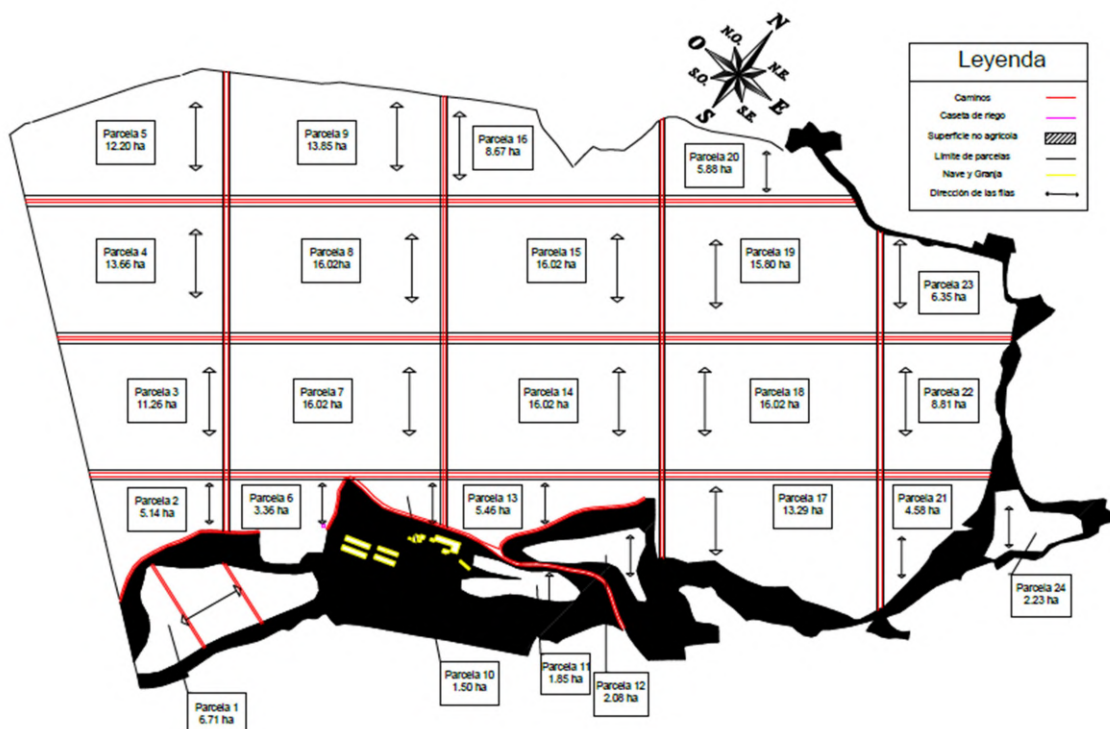 N
N.O.
O
N.E.
S.O.
E
S.E.
S
Leyenda
Caminos
Caseta de riego
Superficie no agrícola
Límite de parcelas
Nave y Granja
Dirección de las filas
Parcela 5
12.20 ha
Parcela 9
13.85 ha
Parcela 16
8.67 ha
Parcela 20
5.88 ha
Parcela 4
13.66 ha
Parcela 8
16.02ha
Parcela 15
16.02 ha
Parcela 19
15.80 ha
Parcela 23
6.35 ha
Parcela 3
11.26 ha
Parcela 7
16.02 ha
Parcela 14
16.02 ha
Parcela 18
16.02 ha
Parcela 22
8.81 ha
Parcela 2
5.14 ha
Parcela 6
3.36 ha
Parcela 13
5.46 ha
Parcela 17
13.29 ha
Parcela 21
4.58 ha
Parcela 24
2.23 ha
Parcela 10
1.50 ha
Parcela 11
1.85 ha
Parcela 12
2.08 ha
Parcela 1
6.71 ha